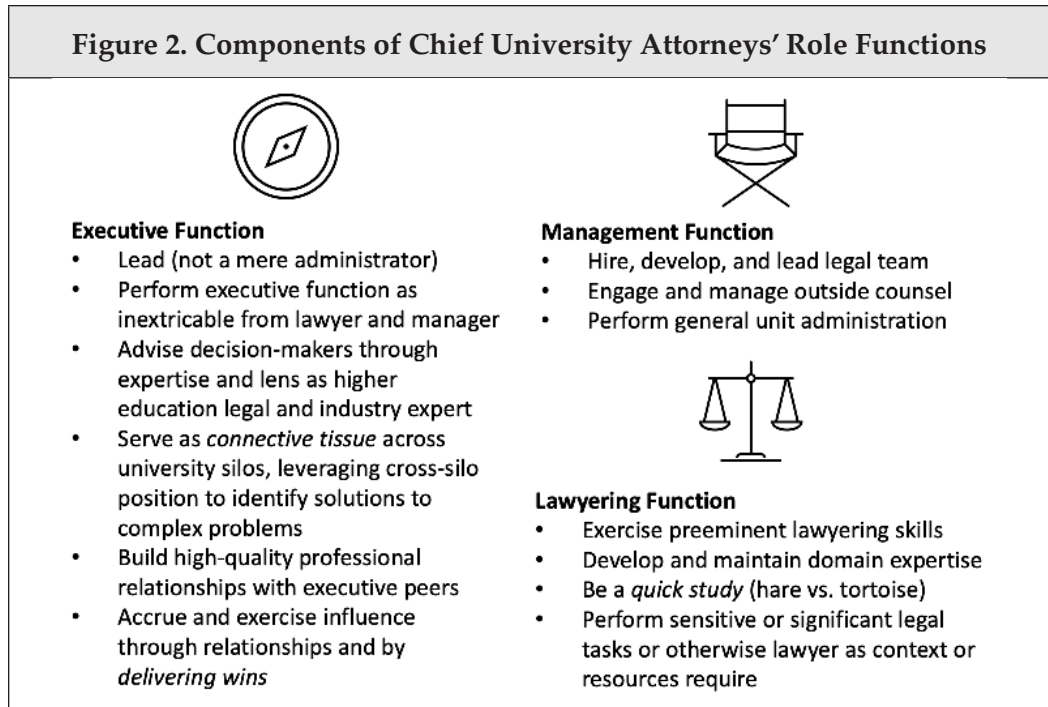 Figure 2. Components of Chief University Attorneys’ Role Functions
Executive Function
• Lead (not a mere administrator)
• Perform executive function as
inextricable from lawyer and manager
• Advise decision-makers through
expertise and lens as higher
education legal and industry expert
• Serve as connective tissue across
university silos, leveraging cross-silo
position to identify solutions to
complex problems
• Build high-quality professional
relationships with executive peers
• Accrue and exercise influence
through relationships and by
delivering wins
Management Function
• Hire, develop, and lead legal team
• Engage and manage outside counsel
• Perform general unit administration
Lawyering Function
• Exercise preeminent lawyering skills
• Develop and maintain domain expertise
• Be a quick study (hare vs. tortoise)
• Perform sensitive or significant legal
tasks or otherwise lawyer as context or
resources require